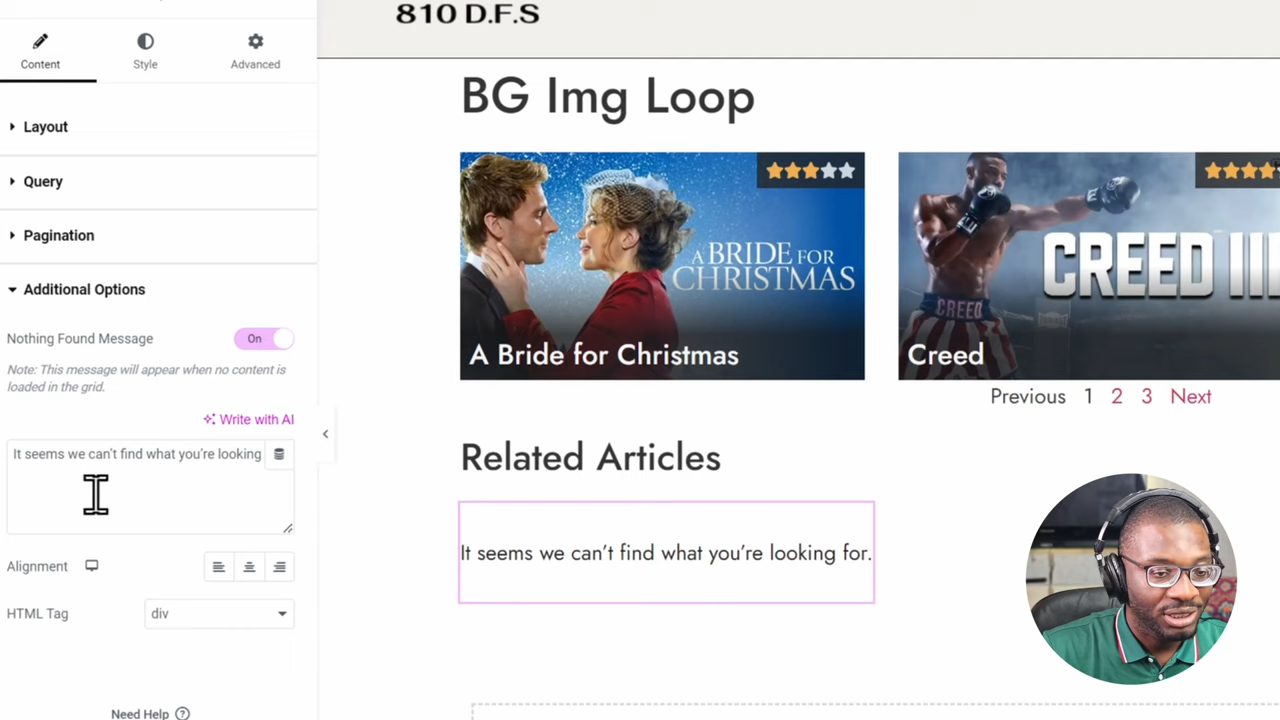 810 D.F.S
Content
Style
Advanced
Layout
Query
Pagination
Additional Options
Nothing Found Message
On
Note: This message will appear when no content is
loaded in the grid.
Write with AI
It seems we can't find what you're looking
Alignment
HTML Tag
div
Need Help
BG Img Loop
A BRIDE FOR
CHRISTMAS
A Bride for Christmas
CREED
CREED III
Creed
Previous 1 2 3 Next
Related Articles
It seems we can't find what you're looking for.